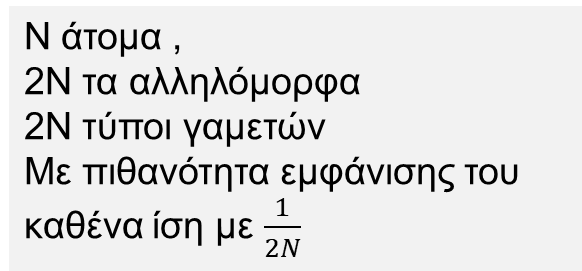 Ν άτομα ,
2Ν τα αλληλόμορφα
2Ν τύποι γαμετών
Με πιθανότητα εμφάνισης του
καθένα ίση με 1/2N